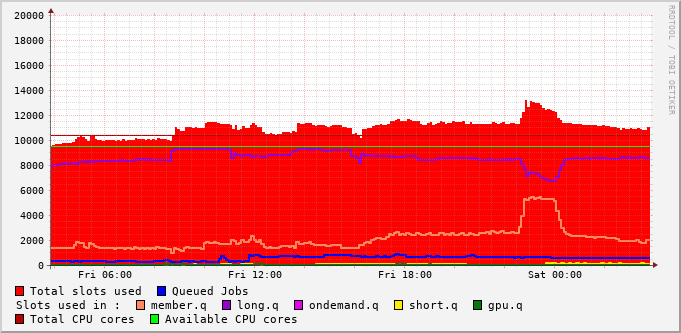 20000
18000
16000
14000
12000
10000
8000
6000
4000
2000
0
Fri 06:00 Fri 12:00 Fri 18:00 Sat 00:00
RRDTOOL / TOBI OETIKER
Total slots used Queued Jobs
Slots used in : member.q long.q ondemand.q short.q gpu.q
Total CPU cores Available CPU cores